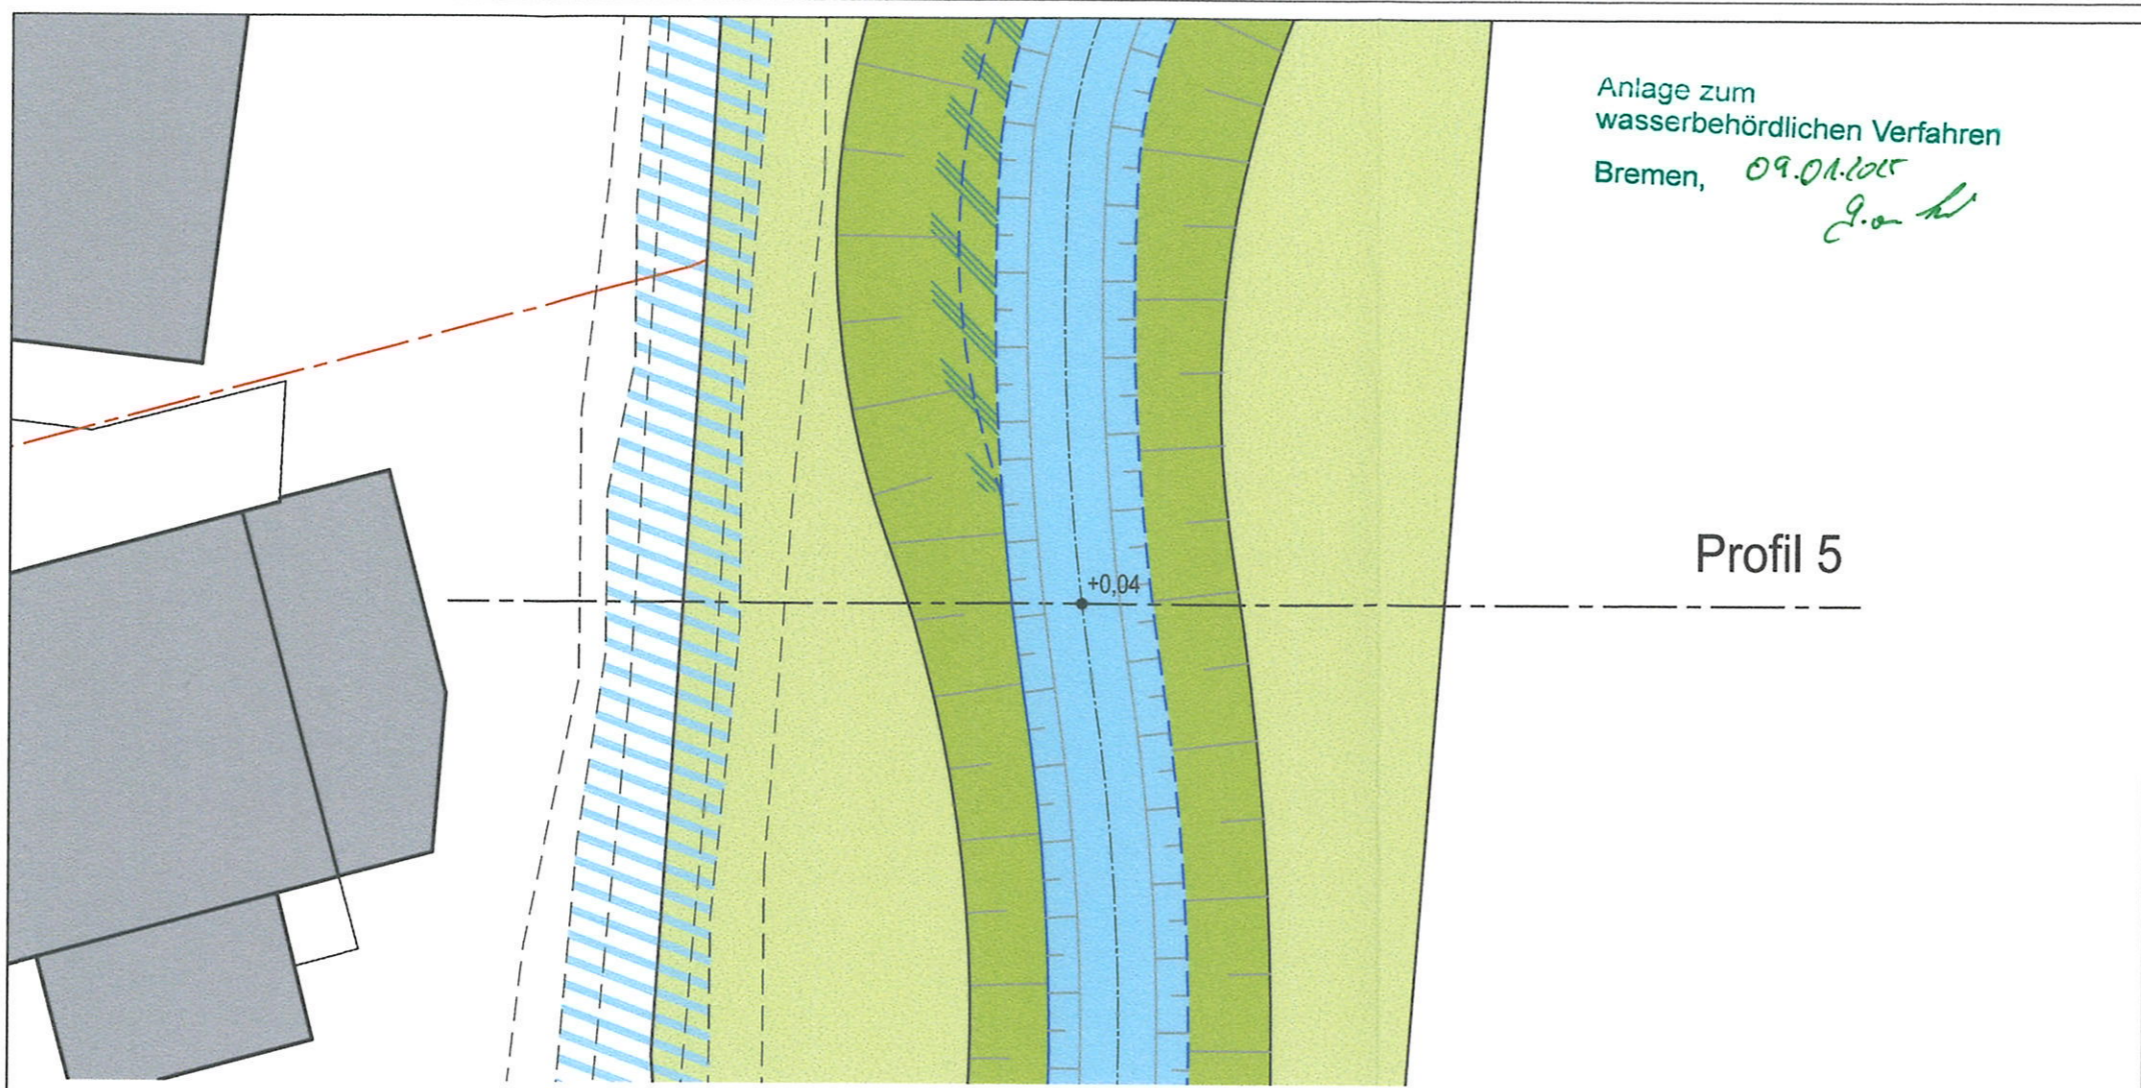 Anlage zum
wasserbehördlichen Verfahren
Bremen, 09.01.2015
Profil 5
+0,04